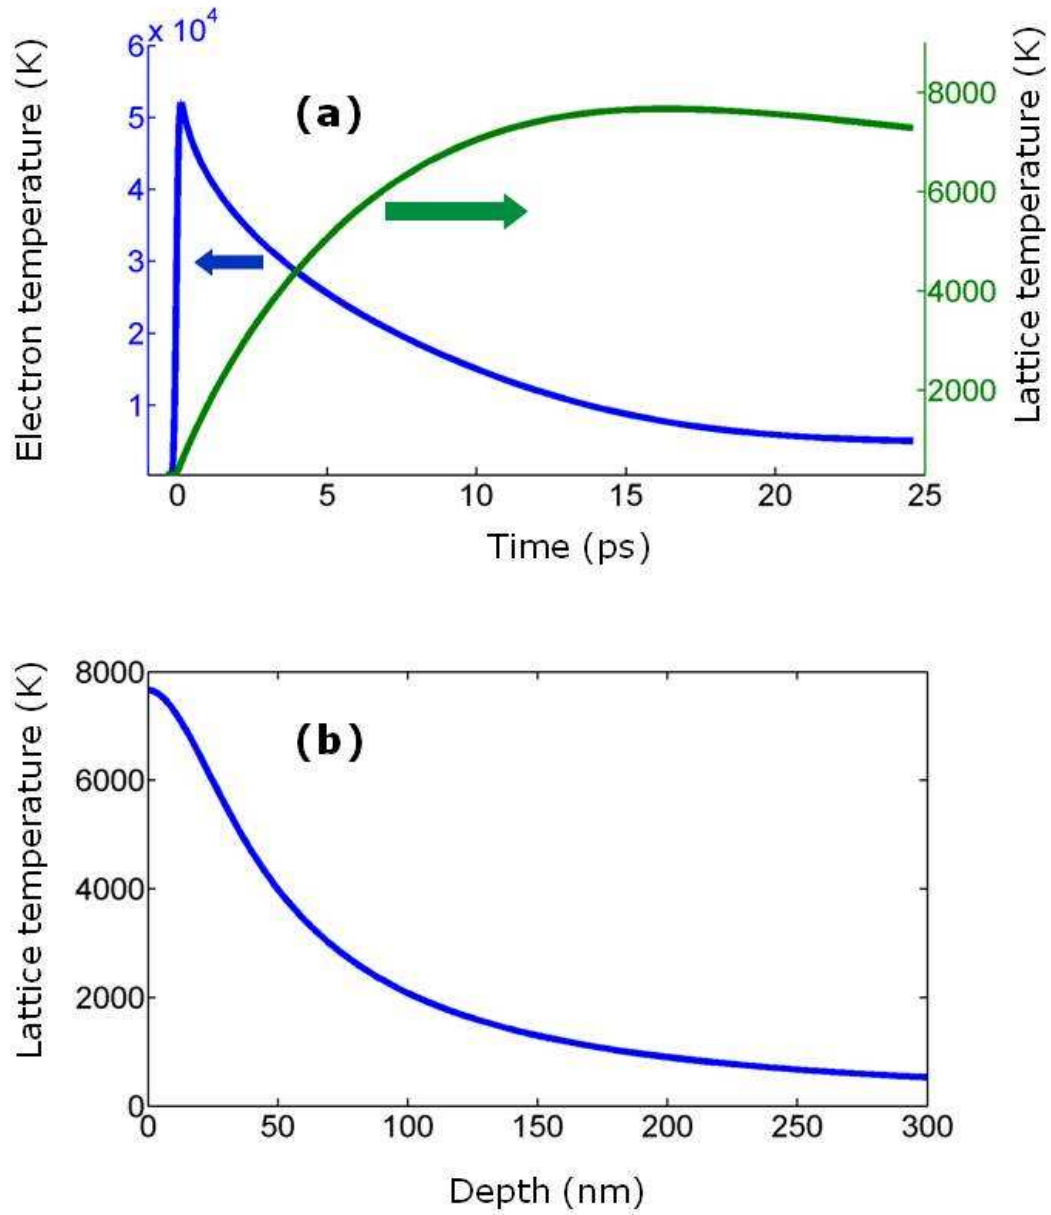 x 10⁴
6
5
4
3
2
1
Electron temperature (K)
(a)
8000
6000
4000
2000
Lattice temperature (K)
0 5 10 15 20 25
Time (ps)
8000
6000
4000
2000
0
Lattice temperature (K)
(b)
0 50 100 150 200 250 300
Depth (nm)